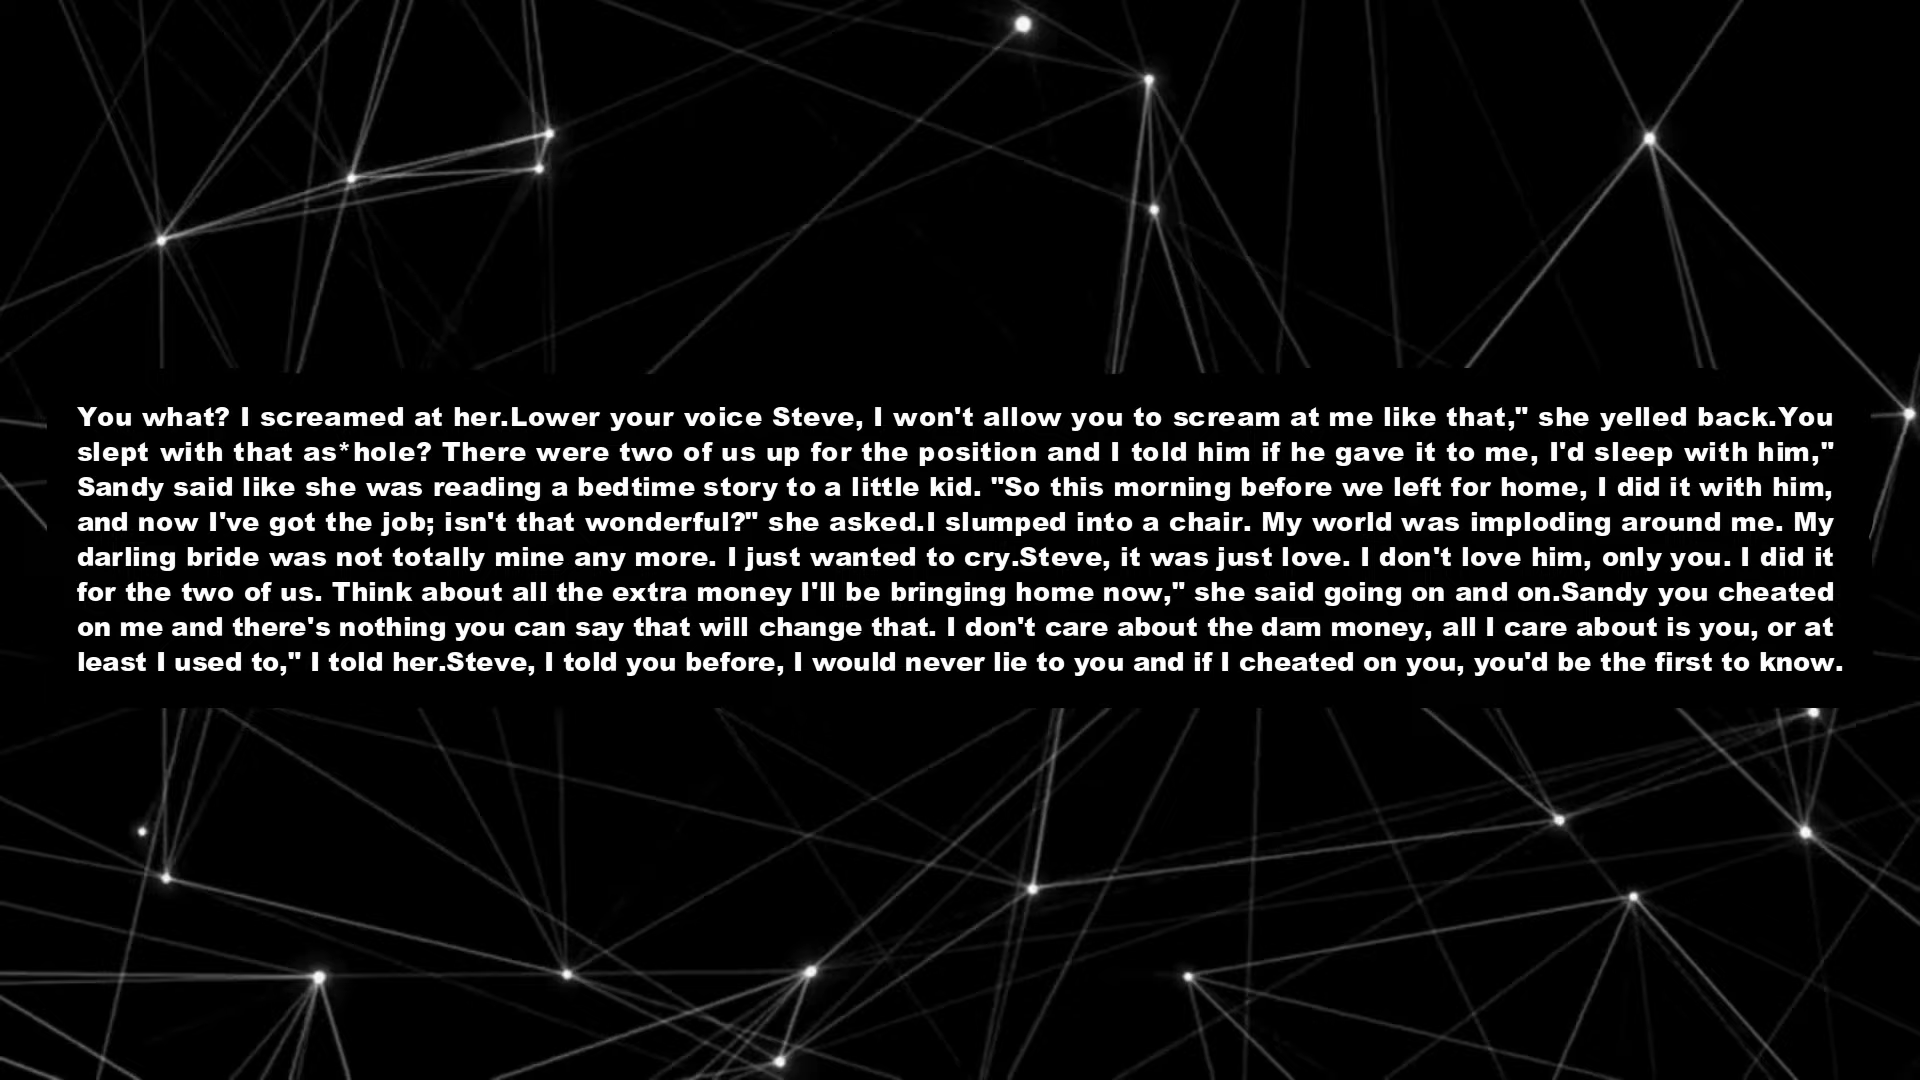 You what? I screamed at her.Lower your voice Steve, I won't allow you to scream at me like that," she yelled back.You
slept with that as*hole? There were two of us up for the position and I told him if he gave it to me, I'd sleep with him,"
Sandy said like she was reading a bedtime story to a little kid. "So this morning before we left for home, I did it with him,
and now I've got the job; isn't that wonderful?" she asked.I slumped into a chair. My world was imploding around me. My
darling bride was not totally mine any more. I just wanted to cry.Steve, it was just love. I don't love him, only you. I did it
for the two of us. Think about all the extra money I'll be bringing home now," she said going on and on.Sandy you cheated
on me and there's nothing you can say that will change that. I don't care about the dam money, all I care about is you, or at
least I used to," I told her.Steve, I told you before, I would never lie to you and if I cheated on you, you'd be the first to know.